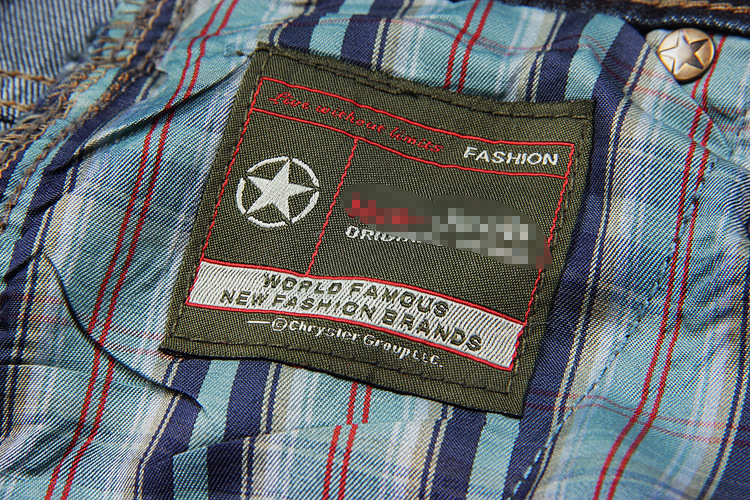 Live without limits
FASHION
WORLD FAMOUS
NEW FASHION BRANDS
—©Chrysler Group LLC.